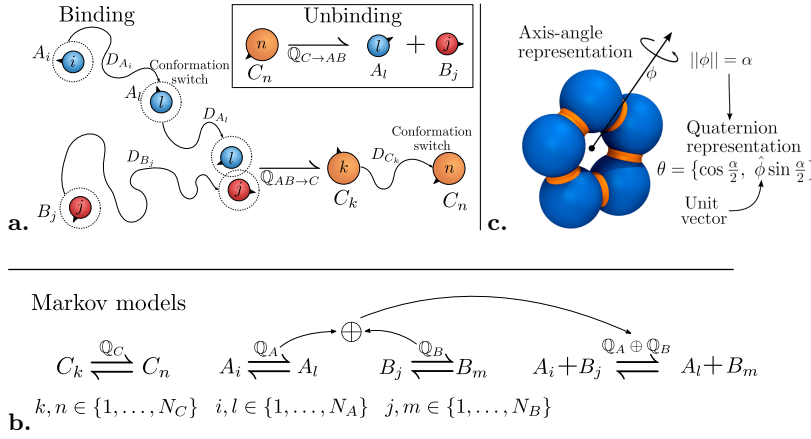 Binding
A_i
i
D_{A_i}
Conformation
switch
A_l
l
D_{A_l}
l
B_j
j
D_{B_j}
j
ℚ_{AB→C}
k
C_k
D_{C_k}
Conformation
switch
n
C_n
Unbinding
n
C_n
ℚ_{C→AB}
l
A_l
+
j
B_j
a.
Axis-angle
representation
ϕ
||ϕ|| = α
Quaternion
representation
θ = {cos α/2, ϕ̂ sin α/2}
Unit
vector
c.
Markov models
⊕
C_k ⇌ C_n
ℚ_C
A_i ⇌ A_l
ℚ_A
B_j ⇌ B_m
ℚ_B
A_i+B_j ⇌ A_l+B_m
ℚ_A ⊕ ℚ_B
k, n ∈ {1, . . . , N_C}
i, l ∈ {1, . . . , N_A}
j, m ∈ {1, . . . , N_B}
b.